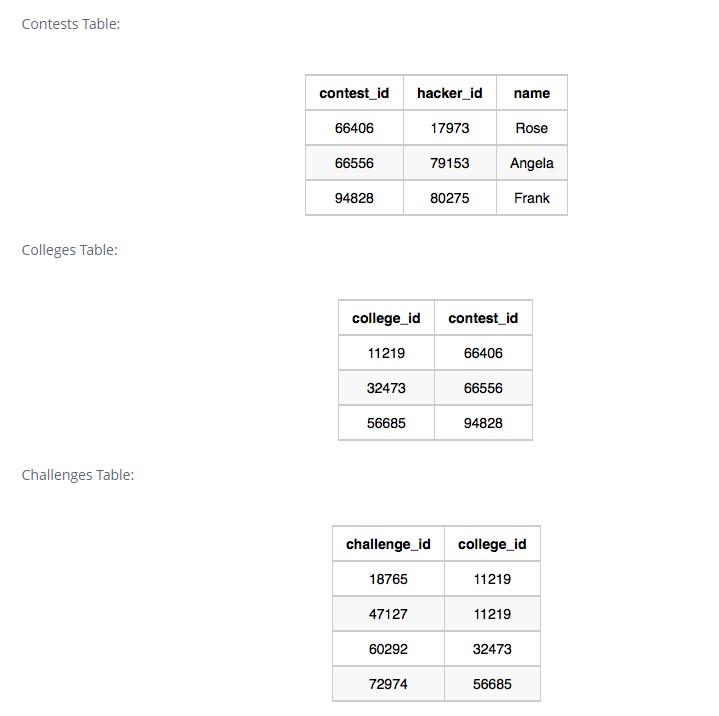 Contests Table:
contest_id hacker_id name
66406 17973 Rose
66556 79153 Angela
94828 80275 Frank
Colleges Table:
college_id contest_id
11219 66406
32473 66556
56685 94828
Challenges Table:
challenge_id college_id
18765 11219
47127 11219
60292 32473
72974 56685